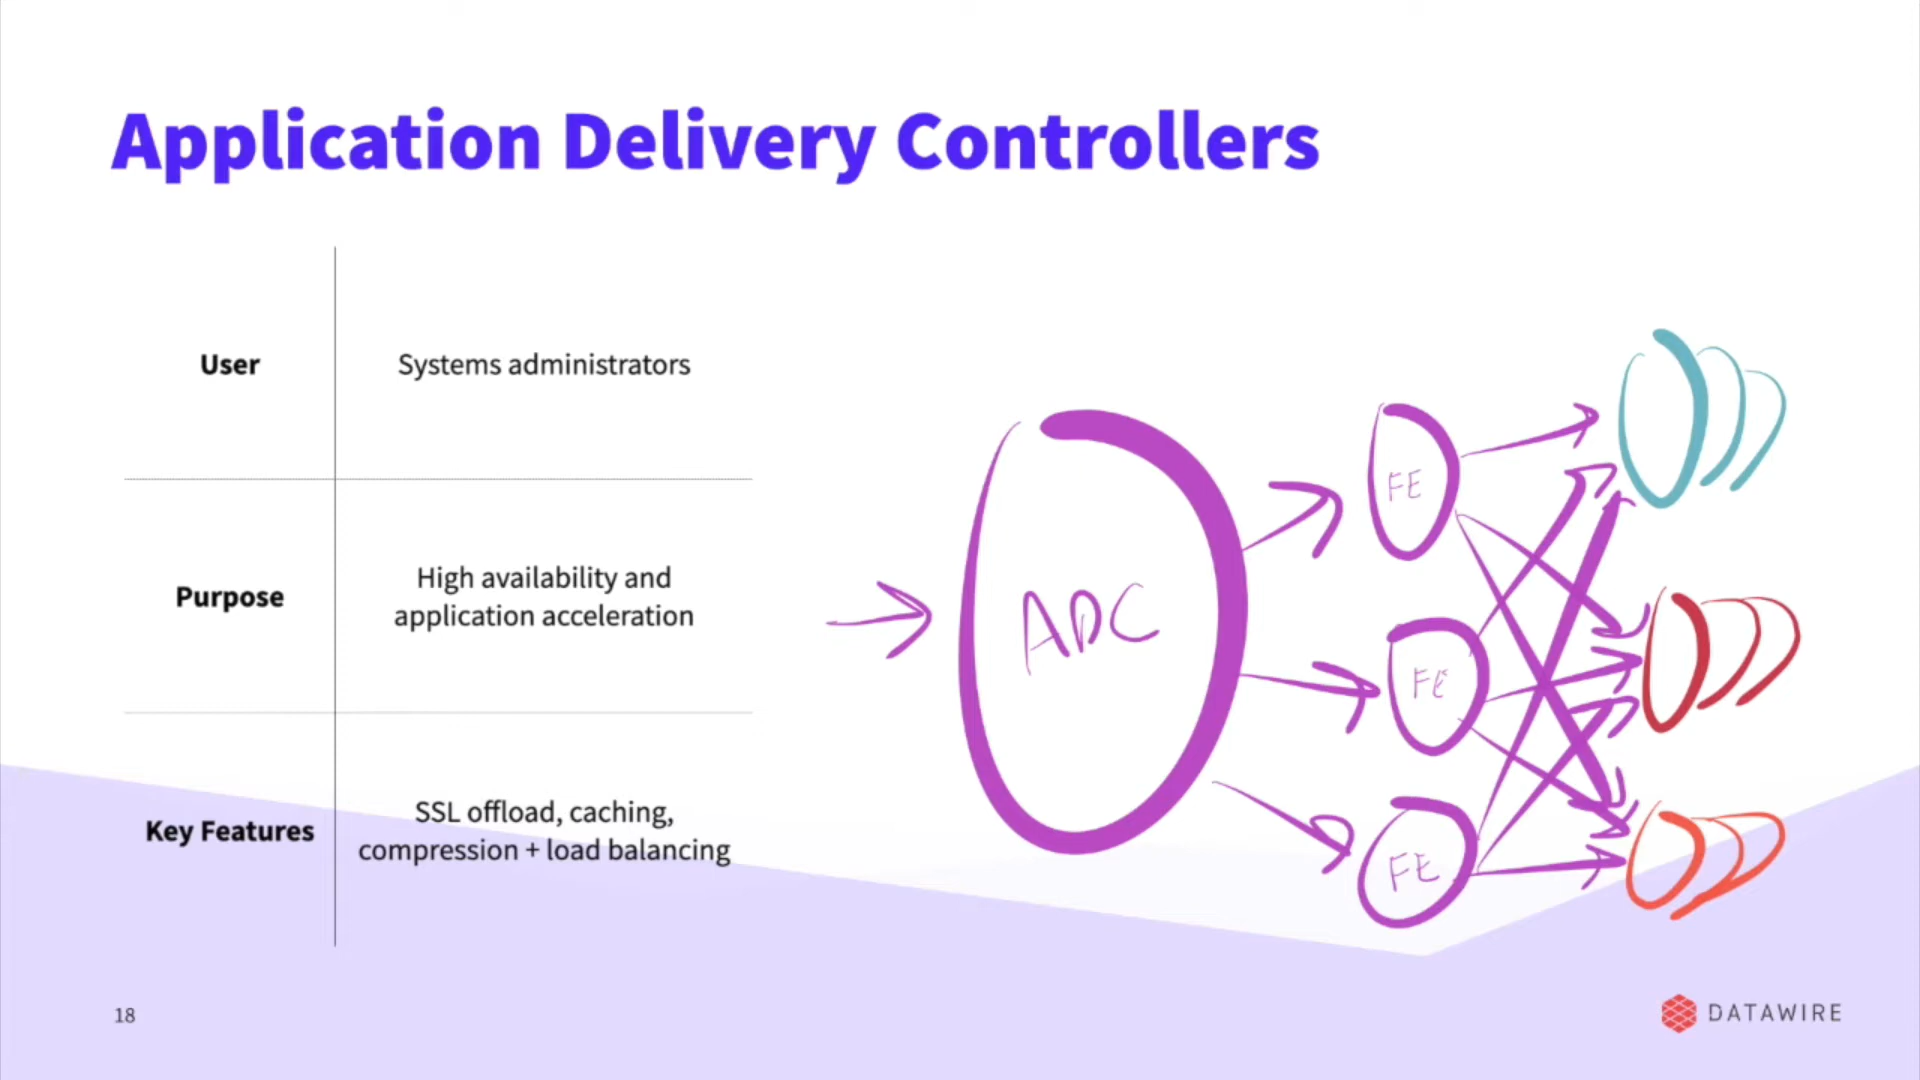 Application Delivery Controllers
User
Systems administrators
Purpose
High availability and
application acceleration
Key Features
SSL offload, caching,
compression + load balancing
ADC
FE
FE
FE
18
DATAWIRE